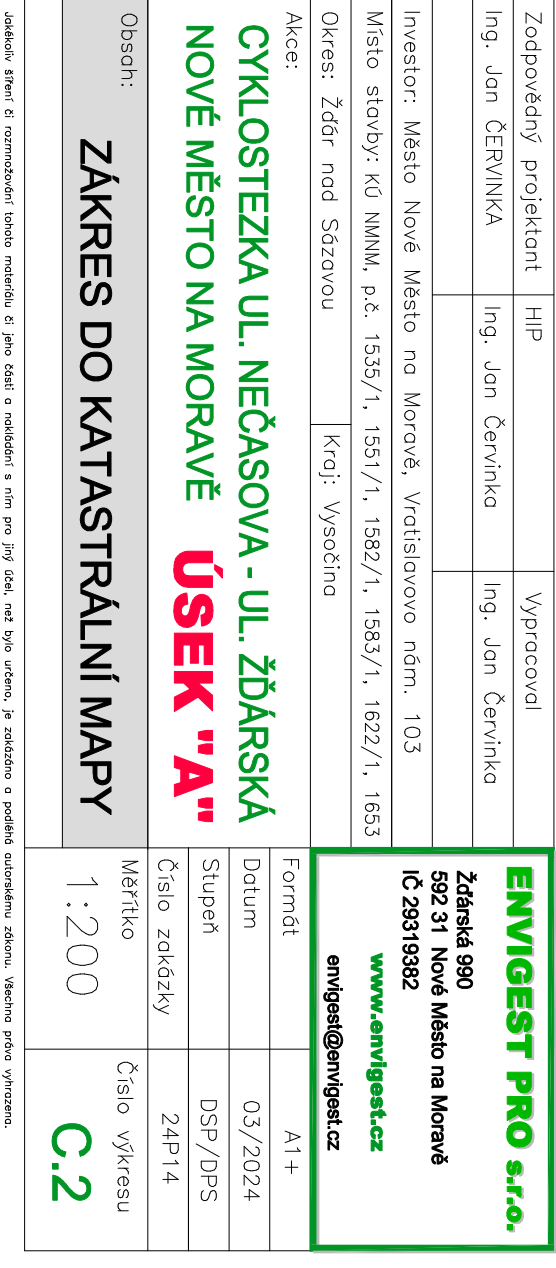 Zodpovědný projektant
HIP
Vypracoval
Ing. Jan ČERVINKA
Ing. Jan Červinka
Ing. Jan Červinka
Investor: Město Nové Město na Moravě, Vratislavovo nám. 103
Místo stavby: KÚ NMNM, p.č. 1535/1, 1551/1, 1582/1, 1583/1, 1622/1, 1653
Okres: Žďár nad Sázavou
Kraj: Vysočina
ENVIGEST PRO s.r.o.
Žďárská 990
592 31 Nové Město na Moravě
IČ 29319382
www.envigest.cz
envigest@envigest.cz
Akce:
CYKLOSTEZKA UL. NEČASOVA - UL. ŽĎÁRSKÁ
NOVÉ MĚSTO NA MORAVĚ ÚSEK "A"
Formát A1+
Datum 03/2024
Stupeň DSP/DPS
Číslo zakázky 24P14
Obsah:
ZÁKRES DO KATASTRÁLNÍ MAPY
Měřítko
1:200
Číslo výkresu
C.2
Jakékoliv šíření či rozmnožování tohoto materiálu či jeho části a nakládání s ním pro jiný účel, než bylo určeno, je zakázáno a podléhá autorskému zákonu. Všechna práva vyhrazena.